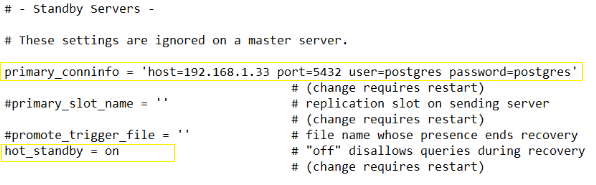 # - Standby Servers -
# These settings are ignored on a master server.
primary_conninfo = 'host=192.168.1.33 port=5432 user=postgres password=postgres'
# (change requires restart)
#primary_slot_name = '' # replication slot on sending server
# (change requires restart)
#promote_trigger_file = '' # file name whose presence ends recovery
hot_standby = on # "off" disallows queries during recovery
# (change requires restart)